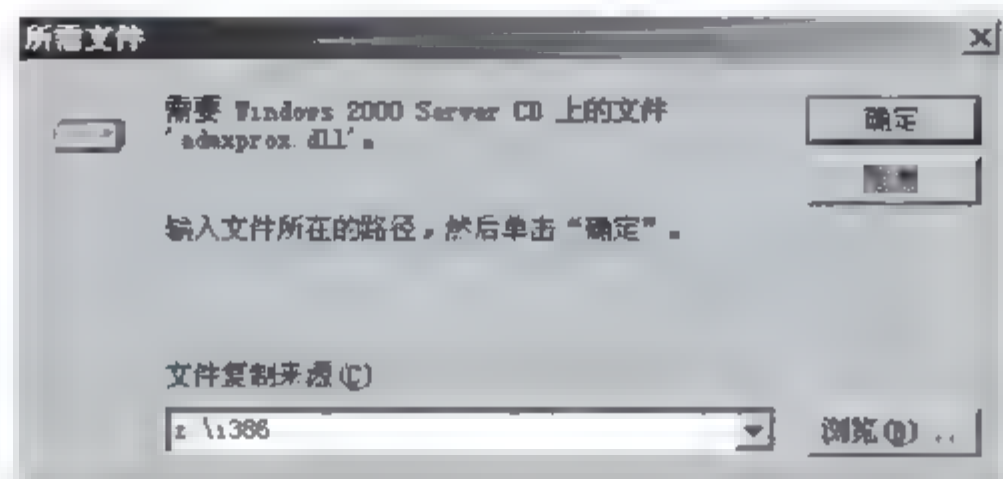 所需文件
需要 Windows 2000 Server CD 上的文件
'admxprox.dll'。
确定
输入文件所在的路径，然后单击“确定”。
文件复制来源(C)
z \i386
浏览(B) ..